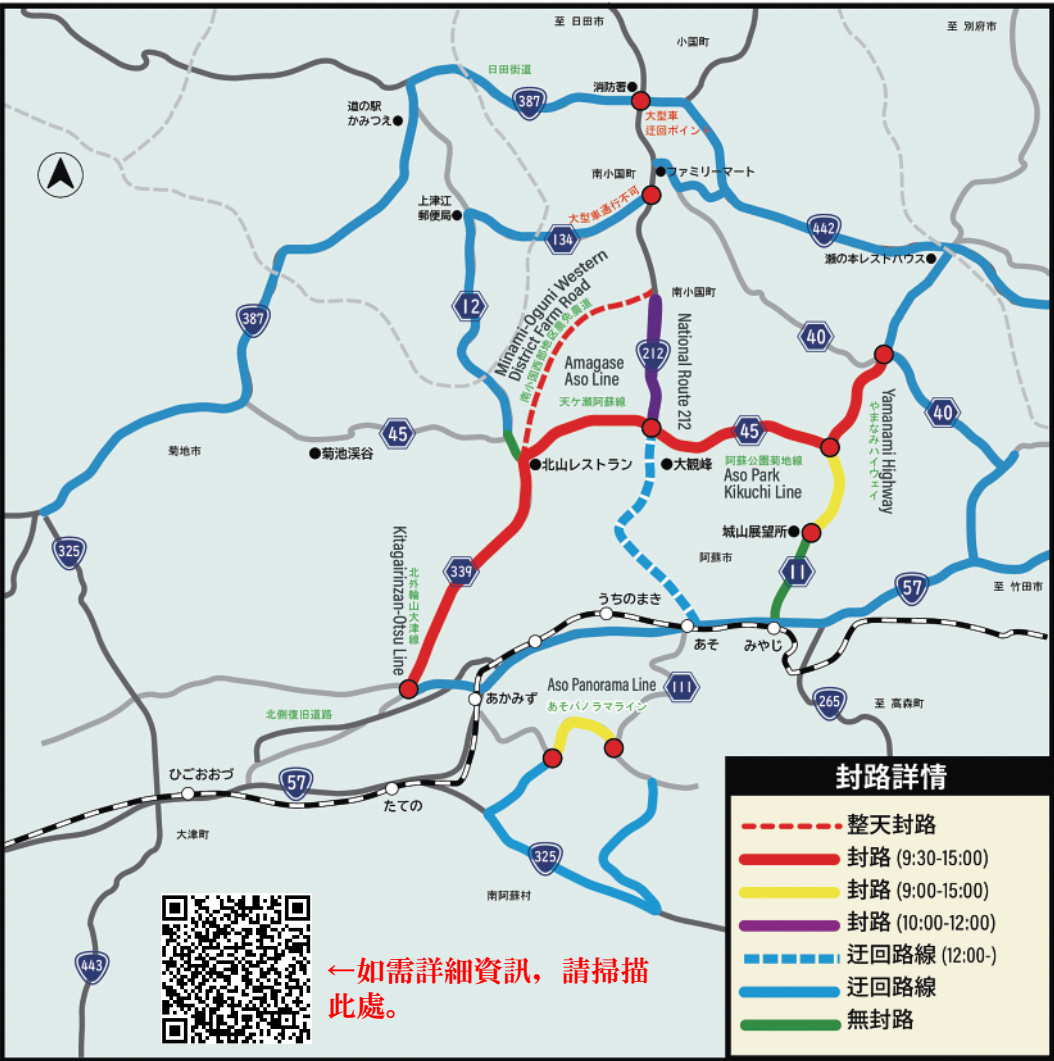 至 日田市
小国町
至 別府市
日田街道
消防署
387
道の駅
かみつえ
大型車
迂回ポイント
南小国町
ファミリーマート
上津江
郵便局
大型車通行不可
134
442
瀬の本レストハウス
Minami-Oguni Western
District Farm Road
南小国西部地区農免農道
南小国町
12
387
40
National Route 212
212
Amagase
Aso Line
天ケ瀬阿蘇線
Yamanami Highway
やまなみハイウェイ
40
45
45
菊地市
菊池渓谷
北山レストラン
大観峰
阿蘇公園菊地線
Aso Park
Kikuchi Line
城山展望所
阿蘇市
325
Kitagairinzan-Otsu Line
北外輪山大津線
339
11
57
至 竹田市
うちのまき
あそ
みやじ
Aso Panorama Line
あそパノラマライン
111
265
至 高森町
あかみず
北側復旧道路
ひごおおづ
57
たての
大津町
325
南阿蘇村
443
←如需詳細資訊，請掃描
此處。
封路詳情
整天封路
封路 (9:30-15:00)
封路 (9:00-15:00)
封路 (10:00-12:00)
迂回路線 (12:00-)
迂回路線
無封路